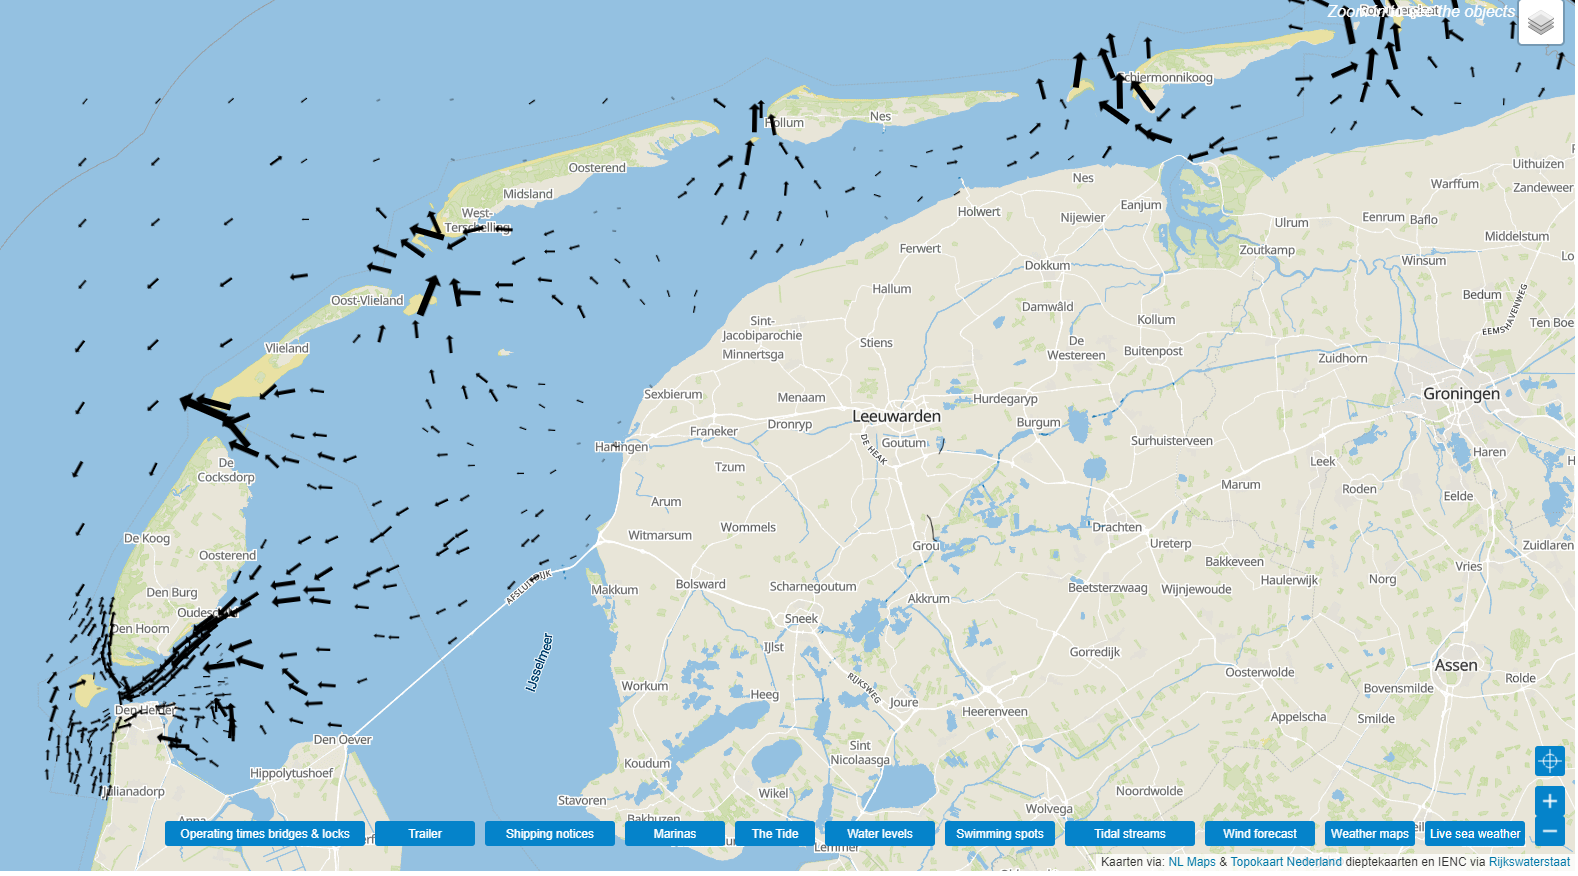 Zoom in to see the objects
Schiermonnikoog
Hollum
Nes
Oosterend
Midsland
West-
Terschelling
Uithuizen
Warffum
Zandeweer
Nes
Holwert
Nijewier
Eanjum
Ulrum
Eenrum
Baflo
Middelstum
Ferwert
Dokkum
Zoutkamp
Winsum
Hallum
Oost-Vlieland
Damwâld
Bedum
Sint-
Jacobiparochie
Kollum
EEMSHAVENWEG
Ten Boe
Minnertsga
Stiens
De
Westereen
Buitenpost
Zuidhorn
Vlieland
Sexbierum
Menaam
Hurdegaryp
Groningen
Leeuwarden
Franeker
Dronryp
Burgum
Harlingen
Goutum
DE HEAK
Surhuisterveen
Haren
De
Cocksdorp
Tzum
Leek
Marum
Roden
Eelde
Arum
Witmarsum
Wommels
Drachten
De Koog
Oosterend
Grou
Ureterp
Zuidlaren
Bakkeveen
Vries
AFSLUITDIJK
Makkum
Bolsward
Scharnegoutum
Akkrum
Beetsterzwaag
Wijnjewoude
Haulerwijk
Norg
Den Burg
Oudeschild
Den Hoorn
Sneek
IJsselmeer
IJlst
Gorredijk
Oosterwolde
Assen
Rolde
Workum
Heeg
RIJKSWEG
Joure
Heerenveen
Bovensmilde
Appelscha
Smilde
Den Helder
Den Oever
Sint
Nicolaasga
Hippolytushoef
Koudum
Julianadorp
Wikel
Noordwolde
Stavoren
Bakhuzen
Wolvega
Anna
Operating times bridges & locks
Trailer
Shipping notices
Marinas
The Tide
Water levels
Swimming spots
Tidal streams
Wind forecast
Weather maps
Live sea weather
Lemmer
Kaarten via: NL Maps & Topokaart Nederland dieptekaarten en IENC via Rijkswaterstaat